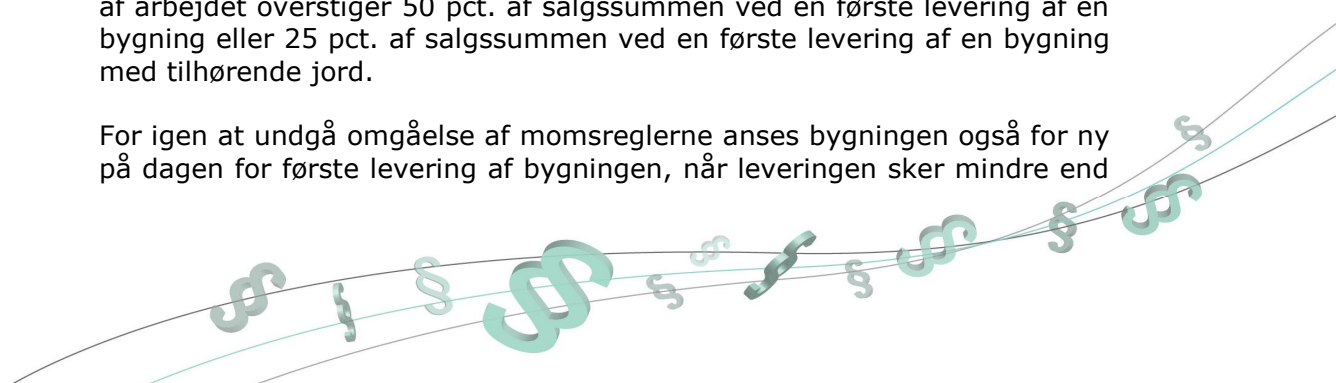 af arbejdet overstiger 50 pct. af salgssummen ved en første levering af en
bygning eller 25 pct. af salgssummen ved en første levering af en bygning
med tilhørende jord.
For igen at undgå omgåelse af momsreglerne anses bygningen også for ny
på dagen for første levering af bygningen, når leveringen sker mindre end
§ § § § § § § § § § § §